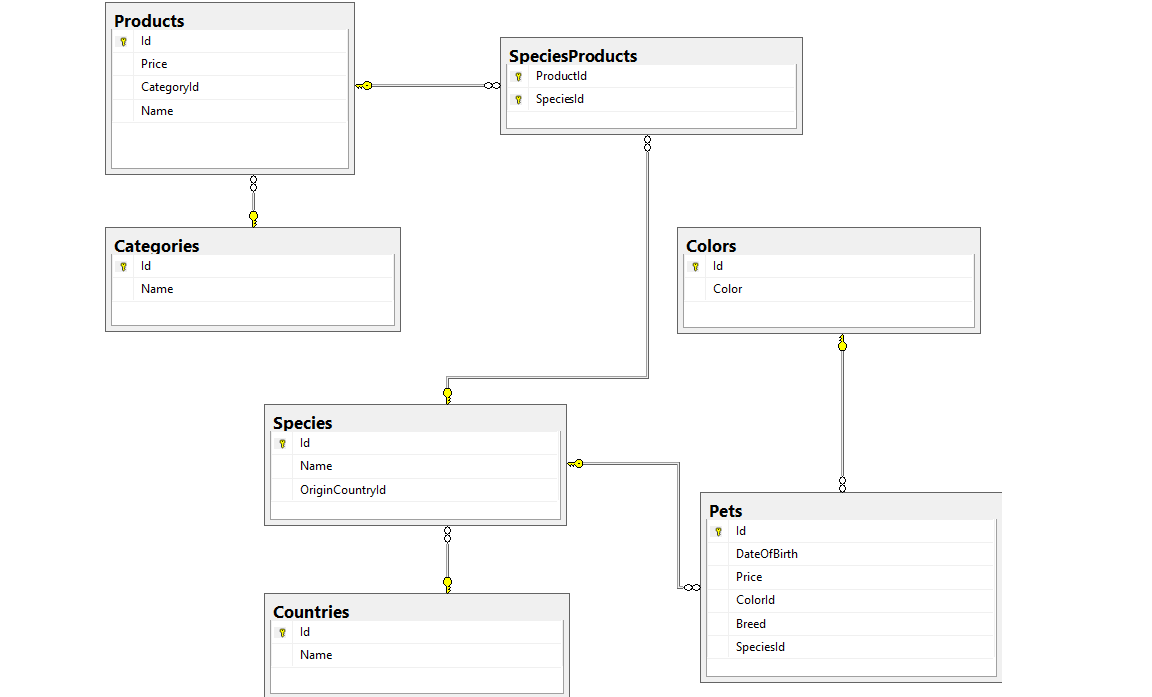 Products
Id
Price
CategoryId
Name
SpeciesProducts
ProductId
SpeciesId
Categories
Id
Name
Colors
Id
Color
Species
Id
Name
OriginCountryId
Pets
Id
DateOfBirth
Price
ColorId
Breed
SpeciesId
Countries
Id
Name